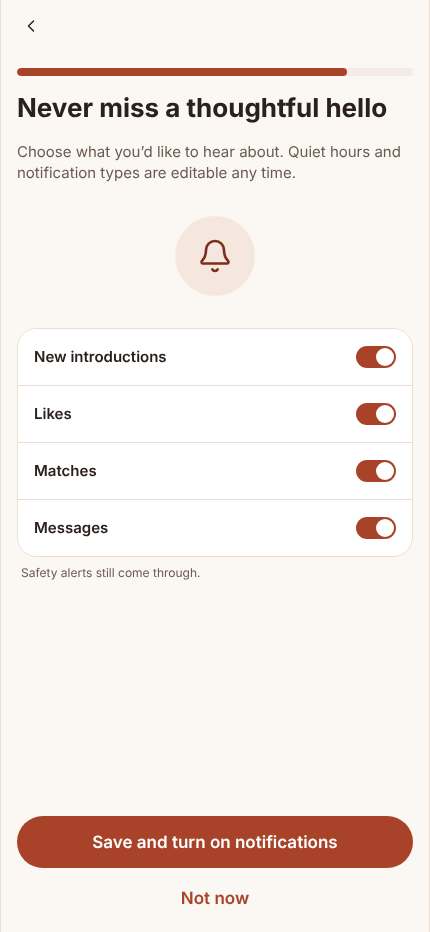 Never miss a thoughtful hello
Choose what you’d like to hear about. Quiet hours and
notification types are editable any time.
New introductions
Likes
Matches
Messages
Safety alerts still come through.
Save and turn on notifications
Not now